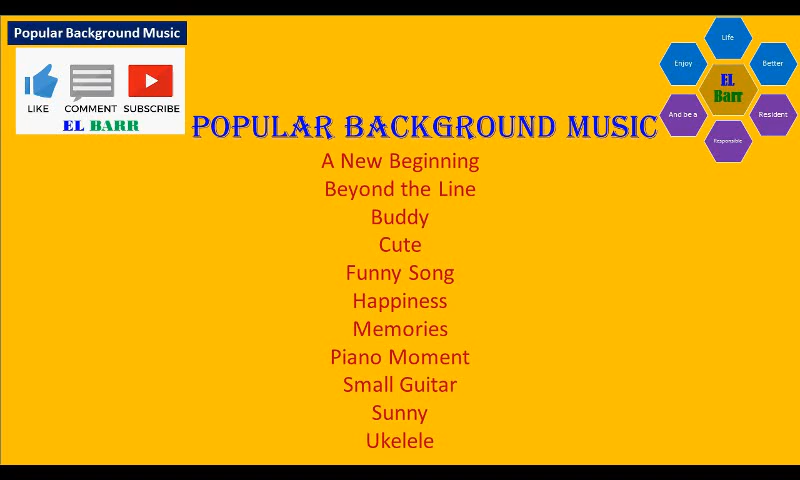 Popular Background Music
LIKE COMMENT SUBSCRIBE
EL BARR
Life
Enjoy
Better
EL
Barr
And be a
Resident
Responsible
POPULAR BACKGROUND MUSIC
A New Beginning
Beyond the Line
Buddy
Cute
Funny Song
Happiness
Memories
Piano Moment
Small Guitar
Sunny
Ukelele